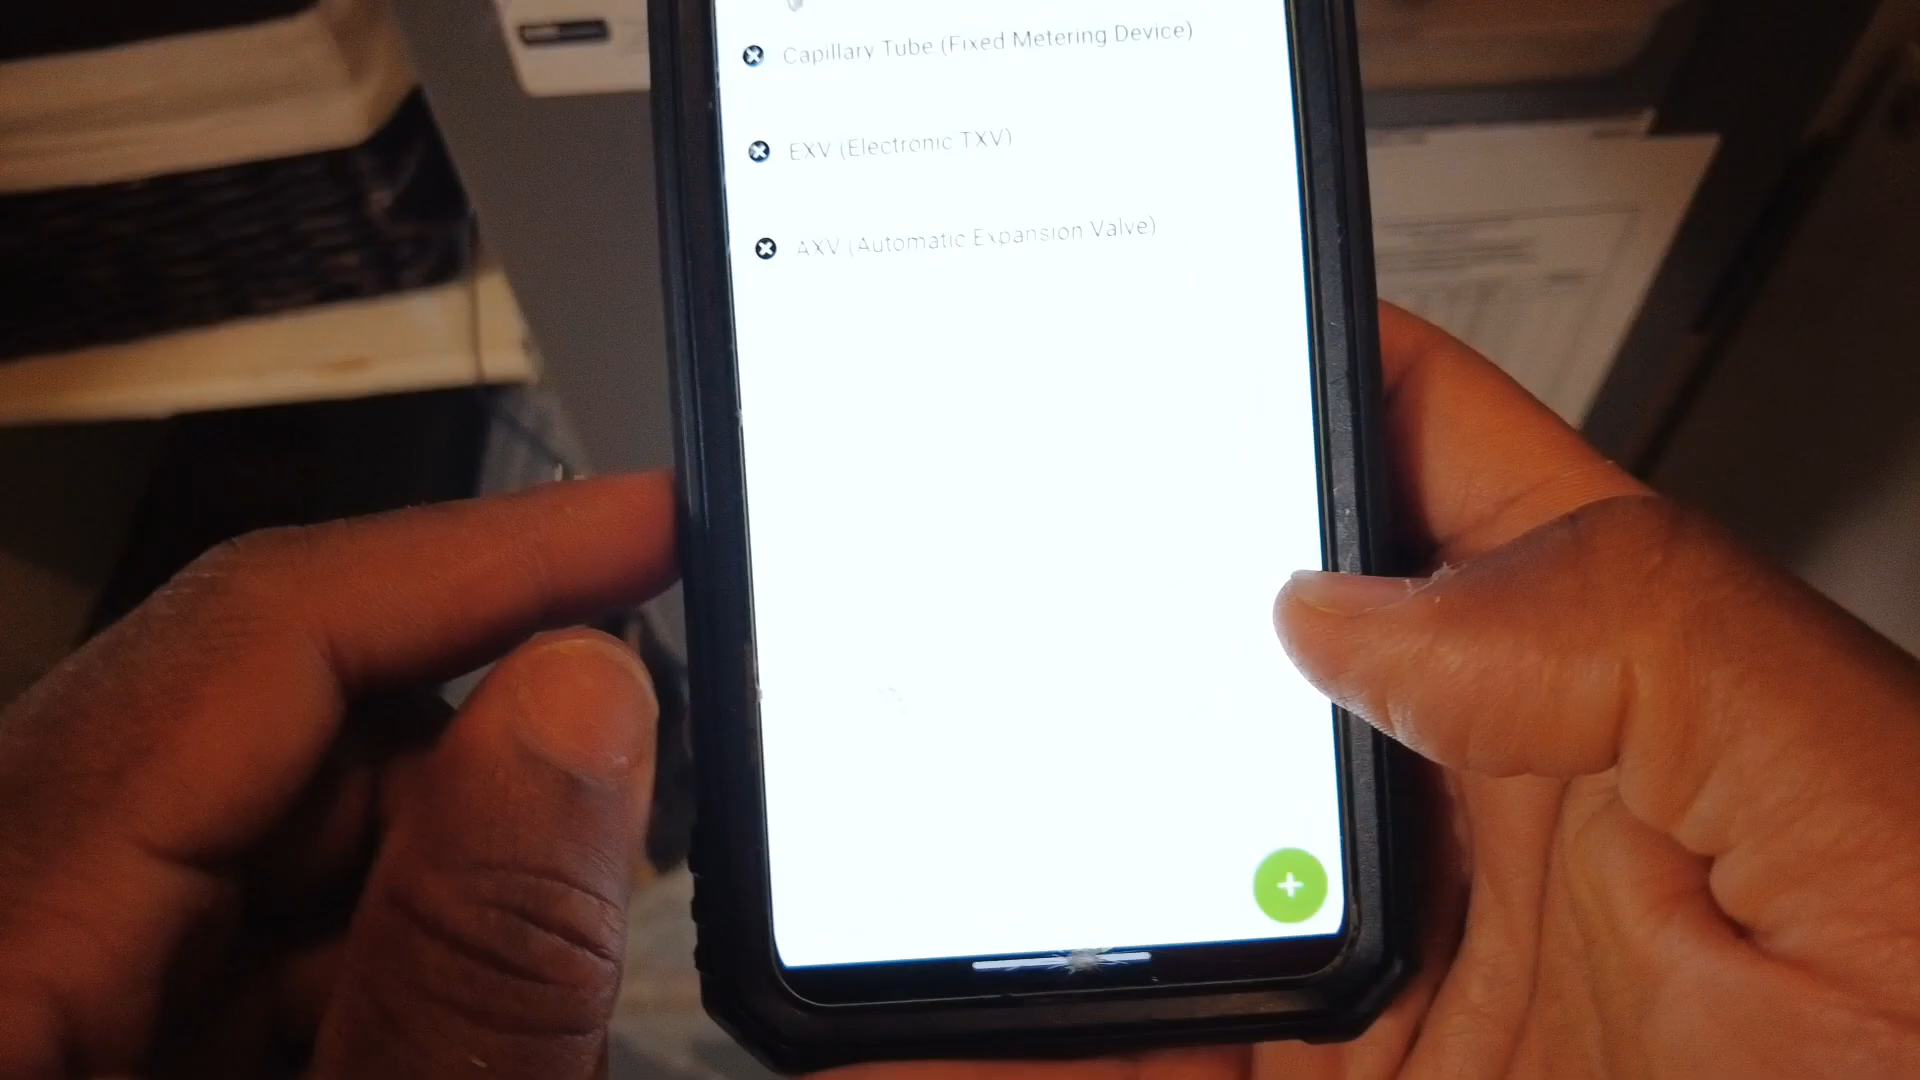 Capillary Tube (Fixed Metering Device)
EXV (Electronic TXV)
AXV (Automatic Expansion Valve)
+